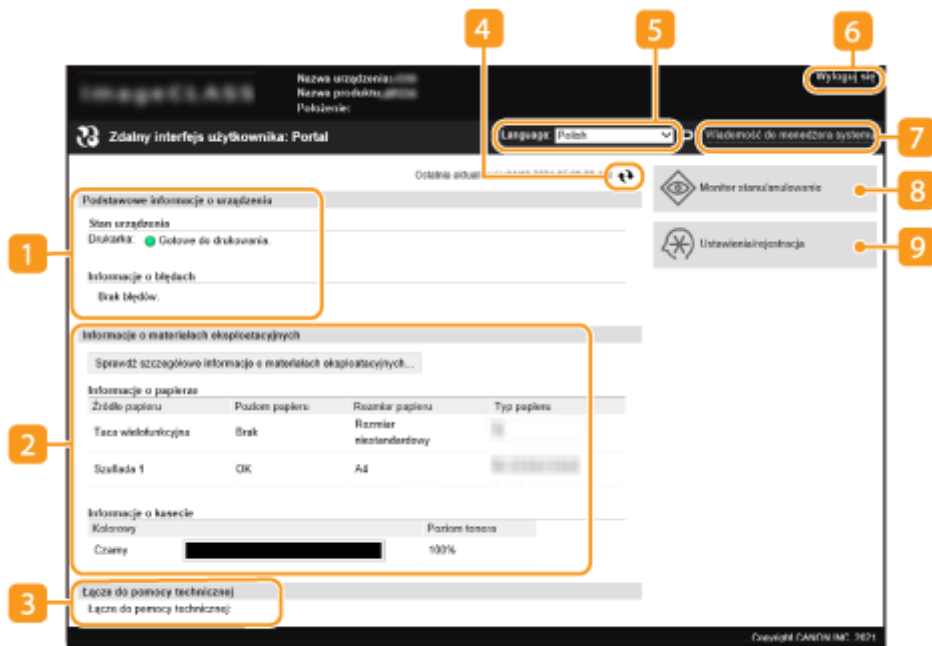 4
5
6
imageCLASS
Nazwa urządzenia:
Nazwa produktu:
Położenie:
Wyloguj się
Zdalny interfejs użytkownika: Portal
Language: Polish
Wiadomość do menedżera systemu
7
Ostatnia
Podstawowe informacje o urządzeniu
Monitor stanu/anulowanie
8
Stan urządzenia
Drukarka: Gotowe do drukowania.
1
Ustawienia/rejestracja
9
Informacje o błędach
Brak błędów.
Informacje o materiałach eksploatacyjnych
Sprawdź szczegółowe informacje o materiałach eksploatacyjnych...
Informacje o papierze
Źródło papieru Poziom papieru Rozmiar papieru Typ papieru
2
Taca wielofunkcyjna Brak Rozmiar niestandardowy
Szuflada 1 OK A4
Informacje o kasecie
Kolorowy Poziom tonera
Czarny 100%
3
Łącze do pomocy technicznej
Łącze do pomocy technicznej:
Copyright CANON INC. 2021